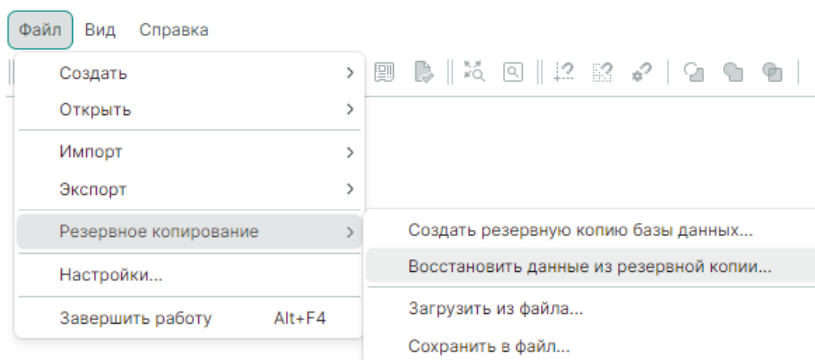 Файл Вид Справка
Создать
Открыть
Импорт
Экспорт
Резервное копирование
Создать резервную копию базы данных...
Восстановить данные из резервной копии...
Настройки...
Загрузить из файла...
Завершить работу Alt+F4
Сохранить в файл...